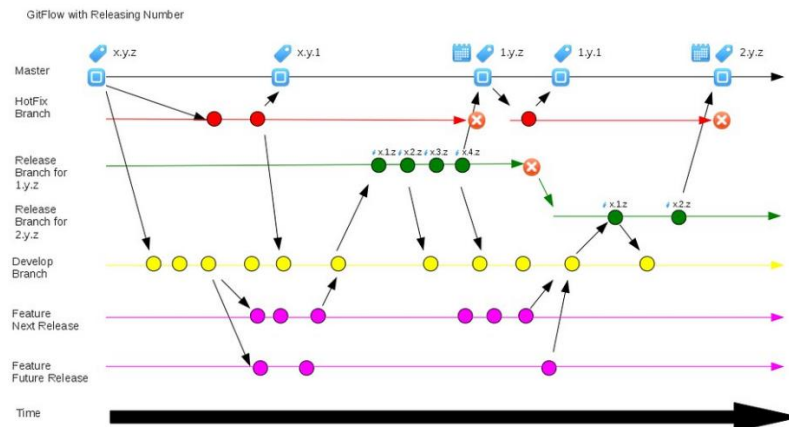 GitFlow with Releasing Number
x.y.z
x.y.1
1.y.z
1.y.1
2.y.z
Master
HotFix
Branch
x.1.z
x.2.z
x.3.z
x.4.z
Release
Branch for
1.y.z
x.1.z
x.2.z
Release
Branch for
2.y.z
Develop
Branch
Feature
Next Release
Feature
Future Release
Time